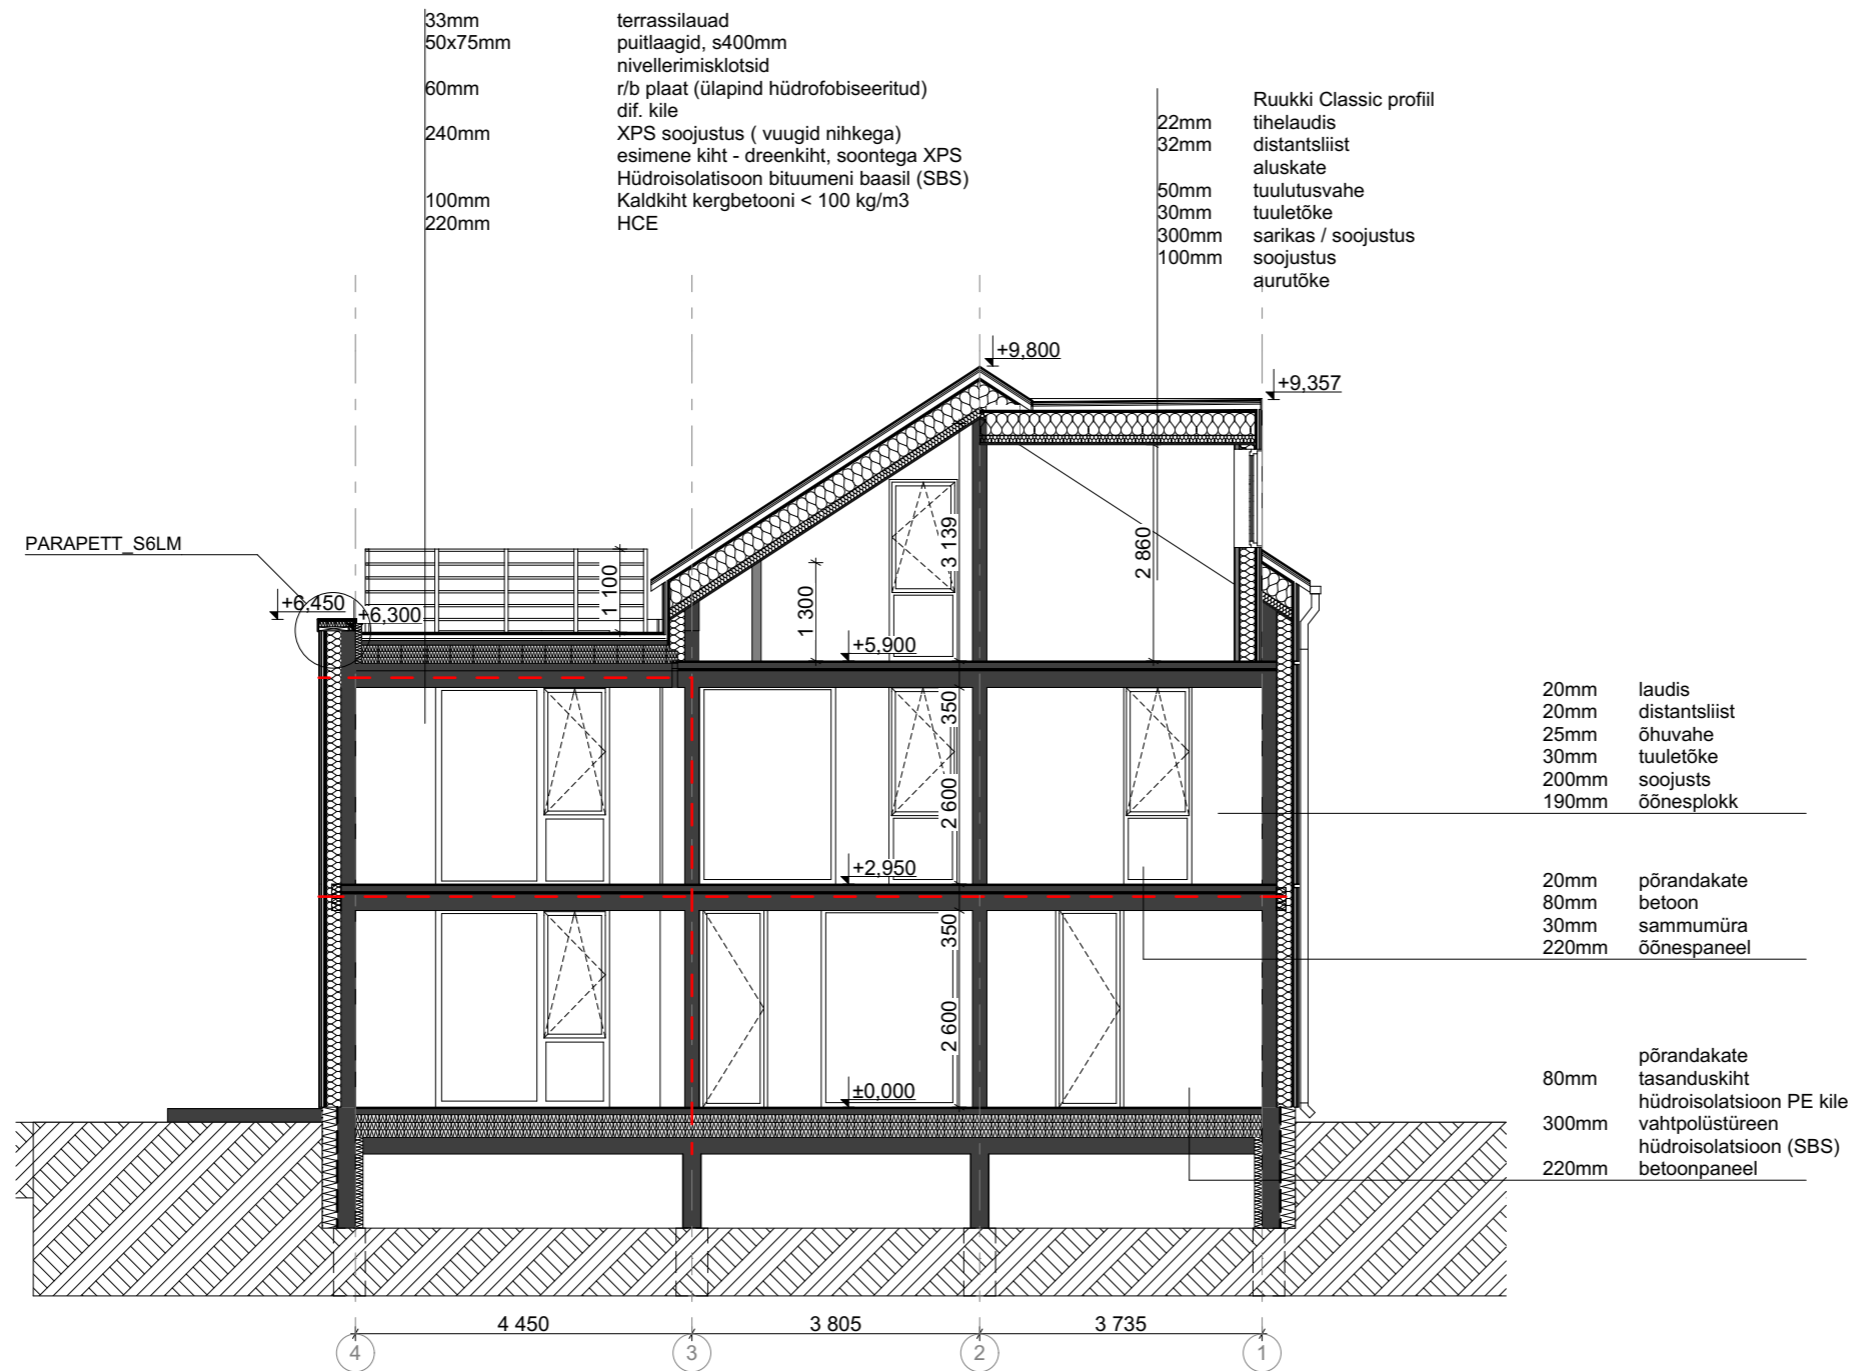 33mm terrassilauad
50x75mm puitlaagid, s400mm
nivellerimisklotsid
60mm r/b plaat (ülapind hüdrofobiseeritud)
dif. kile
240mm XPS soojustus ( vuugid nihkega)
esimene kiht - dreenkiht, soontega XPS
Hüdroisolatisoon bituumeni baasil (SBS)
100mm Kaldkiht kergbetooni < 100 kg/m3
220mm HCE
Ruukki Classic profiil
22mm tihelaudis
32mm distantsliist
aluskate
50mm tuulutusvahe
30mm tuuletõke
300mm sarikas / soojustus
100mm soojustus
aurutõke
+9,800
+9,357
PARAPETT_S6LM
+6,450
+6,300
1 100
1 300
3 139
2 860
+5,900
350
2 600
+2,950
350
2 600
±0,000
20mm laudis
20mm distantsliist
25mm õhuvahe
30mm tuuletõke
200mm soojusts
190mm õõnesplokk
20mm põrandakate
80mm betoon
30mm sammumüra
220mm õõnespaneel
põrandakate
80mm tasanduskiht
hüdroisolatsioon PE kile
300mm vahtpolüstüreen
hüdroisolatsioon (SBS)
220mm betoonpaneel
4 450 3 805 3 735
4 3 2 1